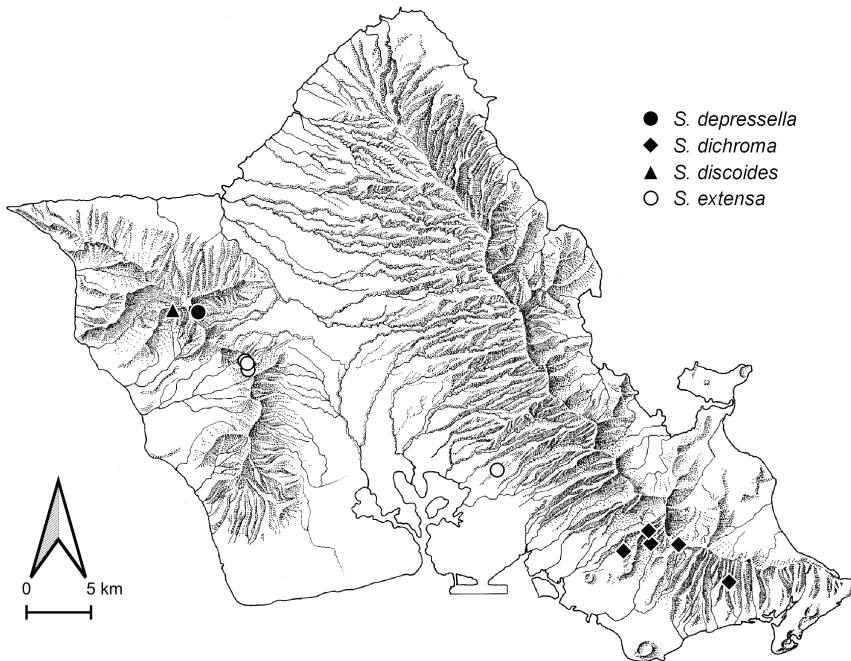 S. depressella
S. dichroma
S. discoides
S. extensa
0 5 km